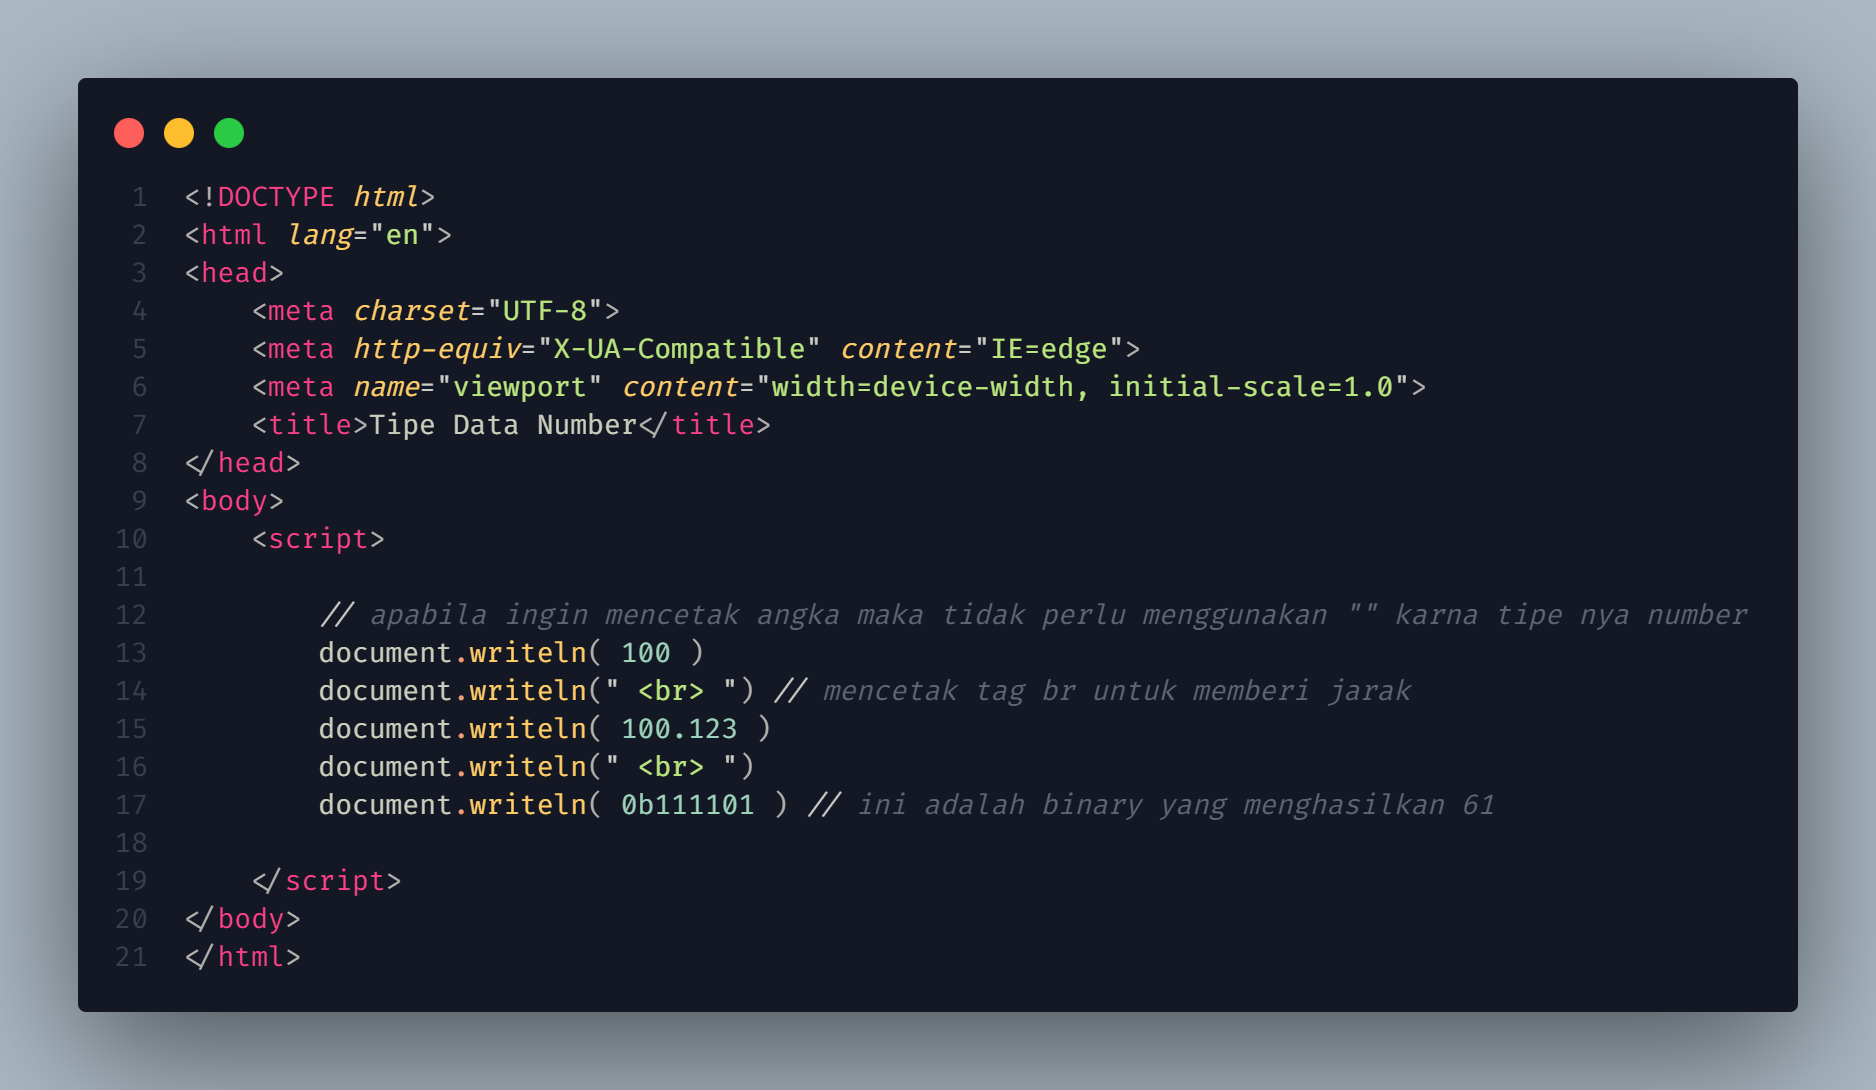 1 <!DOCTYPE html>
2 <html lang="en">
3 <head>
4     <meta charset="UTF-8">
5     <meta http-equiv="X-UA-Compatible" content="IE=edge">
6     <meta name="viewport" content="width=device-width, initial-scale=1.0">
7     <title>Tipe Data Number</title>
8 </head>
9 <body>
10     <script>
11
12         // apabila ingin mencetak angka maka tidak perlu menggunakan "" karna tipe nya number
13         document.writeln( 100 )
14         document.writeln(" <br> ") // mencetak tag br untuk memberi jarak
15         document.writeln( 100.123 )
16         document.writeln(" <br> ")
17         document.writeln( 0b111101 ) // ini adalah binary yang menghasilkan 61
18
19     </script>
20 </body>
21 </html>